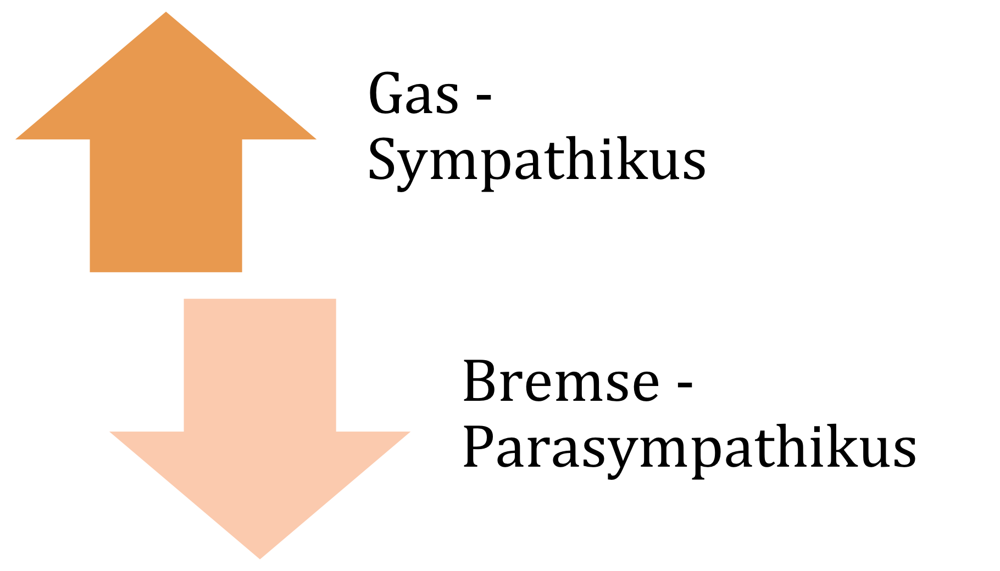 Gas -
Sympathikus
Bremse -
Parasympathikus